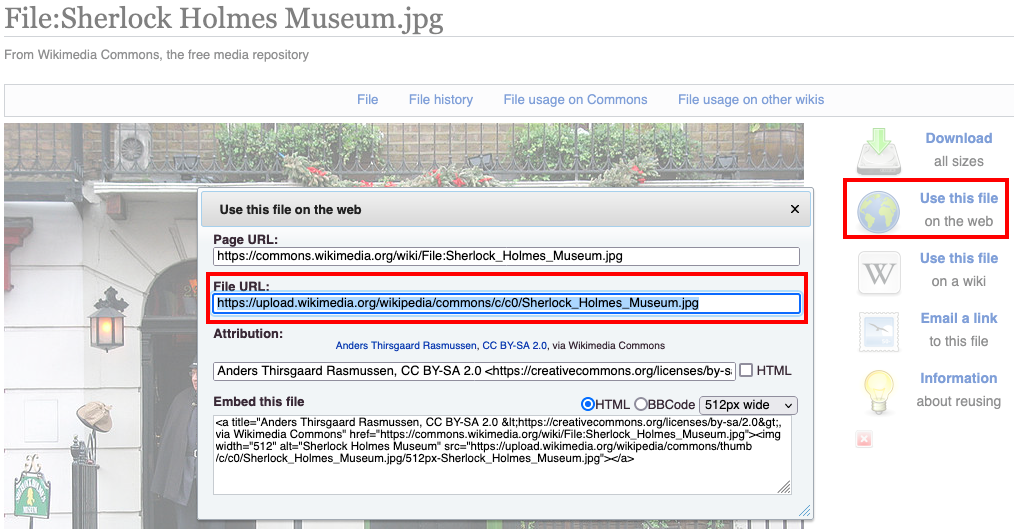 File:Sherlock Holmes Museum.jpg
From Wikimedia Commons, the free media repository
File File history File usage on Commons File usage on other wikis
Download
all sizes
Use this file
on the web
Use this file
on a wiki
Email a link
to this file
Information
about reusing
Use this file on the web
Page URL:
https://commons.wikimedia.org/wiki/File:Sherlock_Holmes_Museum.jpg
File URL:
https://upload.wikimedia.org/wikipedia/commons/c/c0/Sherlock_Holmes_Museum.jpg
Attribution:
Anders Thirsgaard Rasmussen, CC BY-SA 2.0, via Wikimedia Commons
Anders Thirsgaard Rasmussen, CC BY-SA 2.0 <https://creativecommons.org/licenses/by-sa HTML
Embed this file HTML BBCode 512px wide
<a title="Anders Thirsgaard Rasmussen, CC BY-SA 2.0 &lt;https://creativecommons.org/licenses/by-sa/2.0&gt;,
via Wikimedia Commons" href="https://commons.wikimedia.org/wiki/File:Sherlock_Holmes_Museum.jpg"><img
width="512" alt="Sherlock Holmes Museum" src="https://upload.wikimedia.org/wikipedia/commons/thumb
/c/c0/Sherlock_Holmes_Museum.jpg/512px-Sherlock_Holmes_Museum.jpg"></a>
W